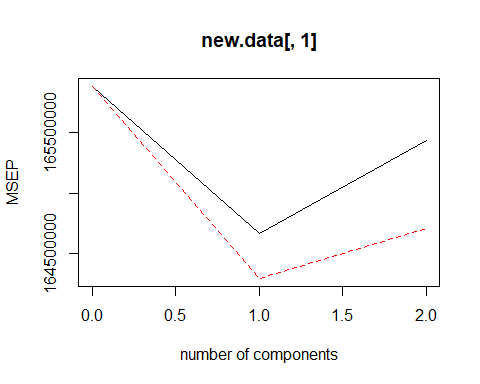 new.data[, 1]
MSEP
165500000
164500000
0.0 0.5 1.0 1.5 2.0
number of components